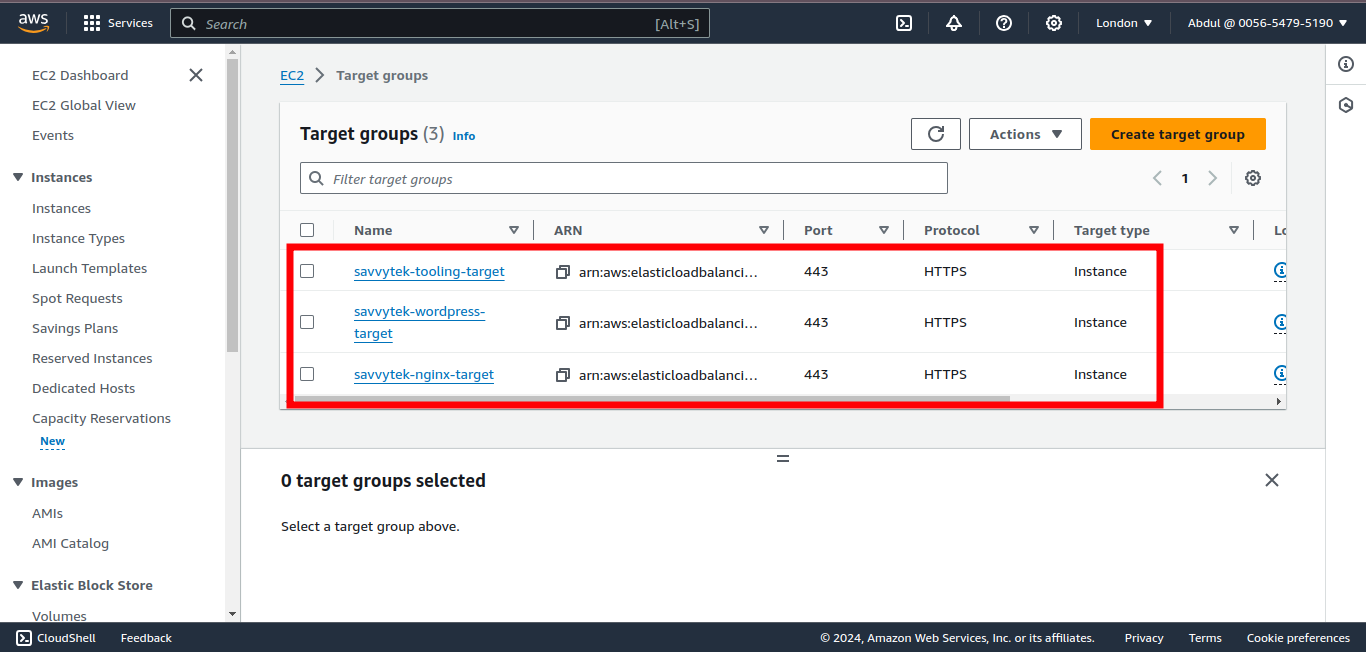 aws
Services
Search
[Alt+S]
London
Abdul @ 0056-5479-5190
EC2 Dashboard
EC2 Global View
Events
Instances
Instances
Instance Types
Launch Templates
Spot Requests
Savings Plans
Reserved Instances
Dedicated Hosts
Capacity Reservations
New
Images
AMIs
AMI Catalog
Elastic Block Store
Volumes
EC2 Target groups
Target groups (3) Info
Actions
Create target group
Filter target groups
1
Name ARN Port Protocol Target type
savvytek-tooling-target arn:aws:elasticloadbalanci... 443 HTTPS Instance
savvytek-wordpress-
target arn:aws:elasticloadbalanci... 443 HTTPS Instance
savvytek-nginx-target arn:aws:elasticloadbalanci... 443 HTTPS Instance
0 target groups selected
Select a target group above.
CloudShell Feedback © 2024, Amazon Web Services, Inc. or its affiliates. Privacy Terms Cookie preferences